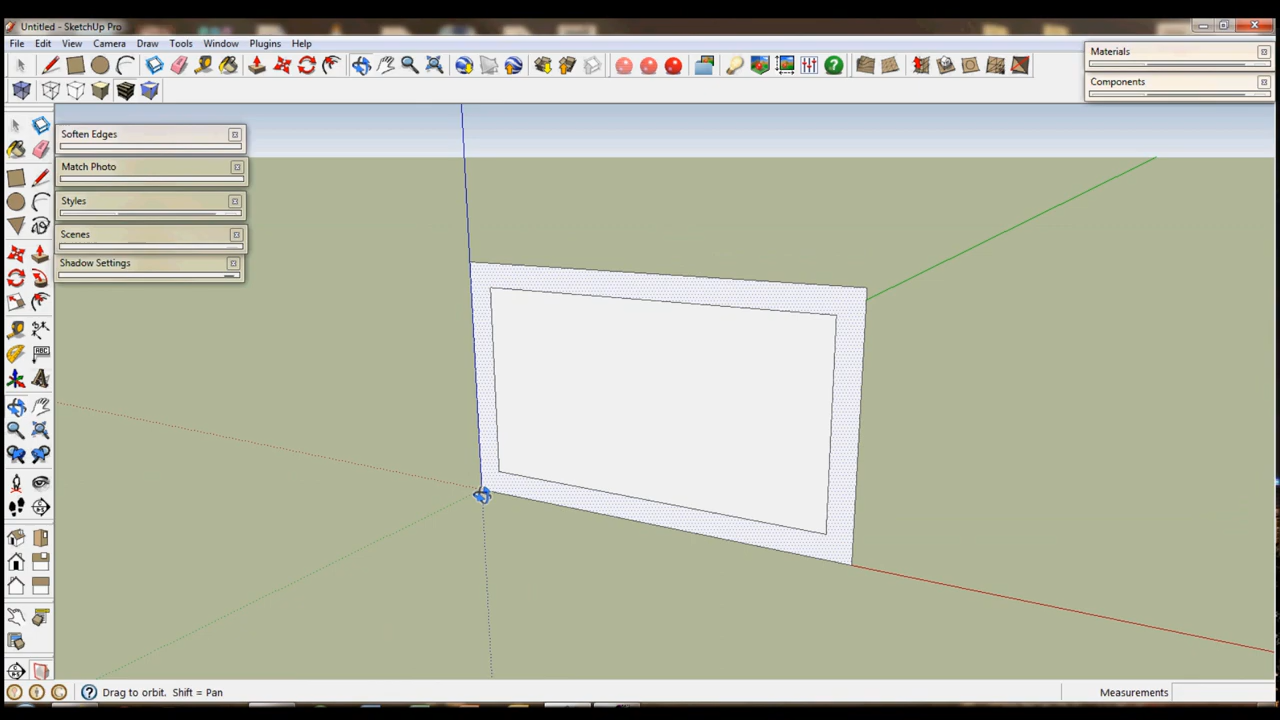 Untitled - SketchUp Pro
File Edit View Camera Draw Tools Window Plugins Help
Materials
Components
Soften Edges
Match Photo
Styles
Scenes
Shadow Settings
ABC
Drag to orbit. Shift = Pan
Measurements